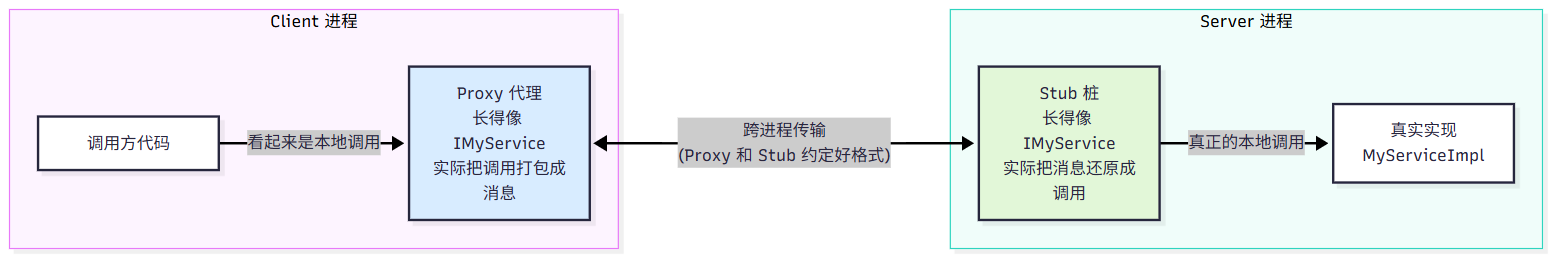 Client 进程
调用方代码
看起来是本地调用
Proxy 代理
长得像
IMyService
实际把调用打包成
消息
跨进程传输
(Proxy 和 Stub 约定好格式)
Server 进程
Stub 桩
长得像
IMyService
实际把消息还原成
调用
真正的本地调用
真实实现
MyServiceImpl